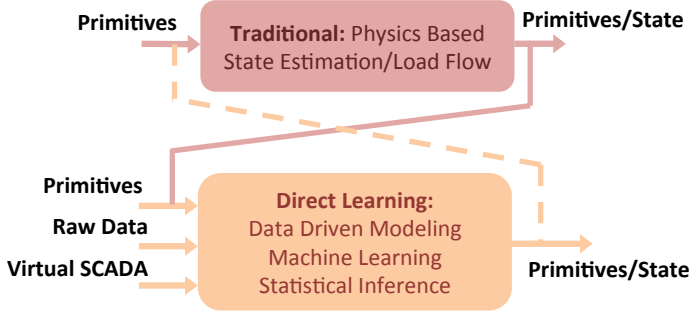 Primitives
Traditional: Physics Based
State Estimation/Load Flow
Primitives/State
Primitives
Raw Data
Virtual SCADA
Direct Learning:
Data Driven Modeling
Machine Learning
Statistical Inference
Primitives/State